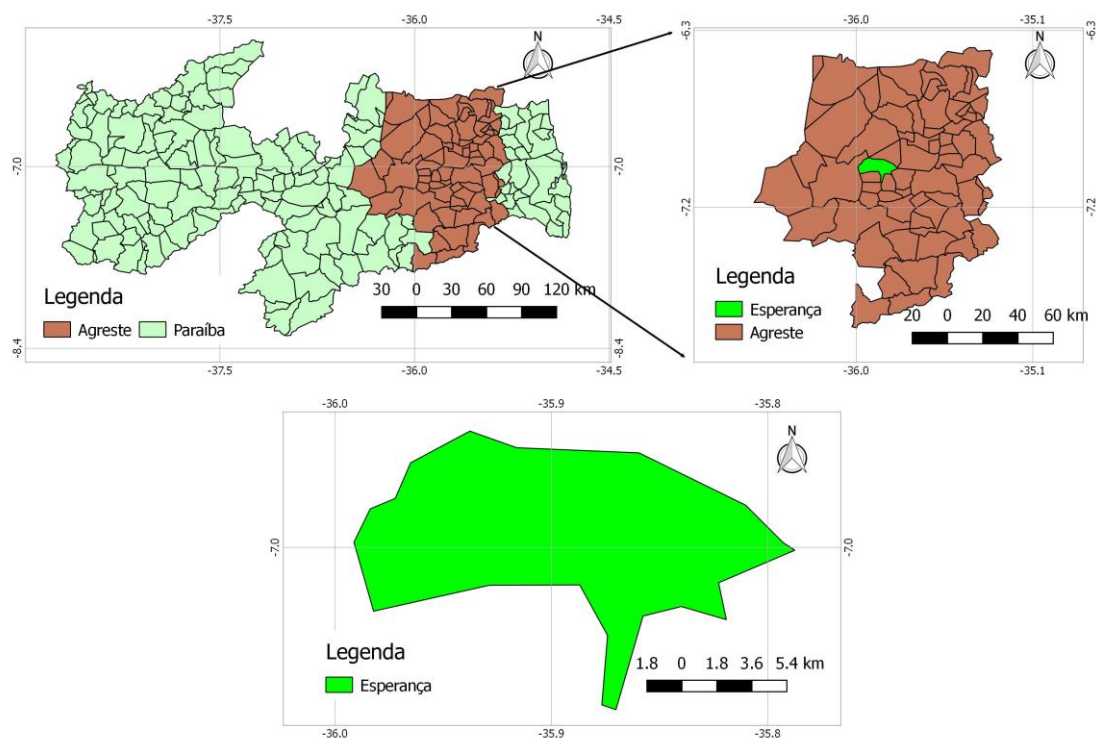 -37.5 -36.0 -34.5
N
-7.0
-8.4
Legenda
Agreste Paraíba
30 0 30 60 90 120 km
-37.5 -36.0 -34.5
-36.0 -35.1
-6.3 -6.3
N
-7.2 -7.2
Legenda
Esperança
Agreste
20 0 20 40 60 km
-36.0 -35.1
-36.0 -35.9 -35.8
N
-7.0 -7.0
Legenda
Esperança
1.8 0 1.8 3.6 5.4 km
-36.0 -35.9 -35.8